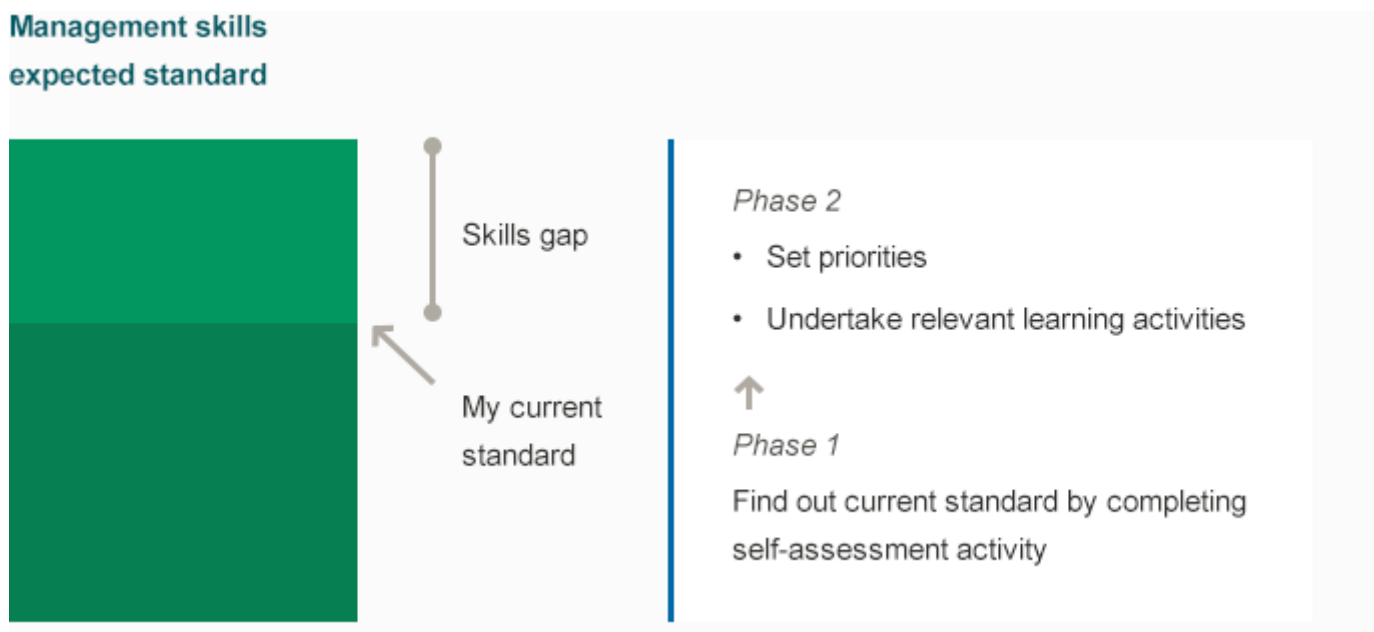 Management skills
expected standard
Skills gap
My current
standard
Phase 2
• Set priorities
• Undertake relevant learning activities
Phase 1
Find out current standard by completing
self-assessment activity